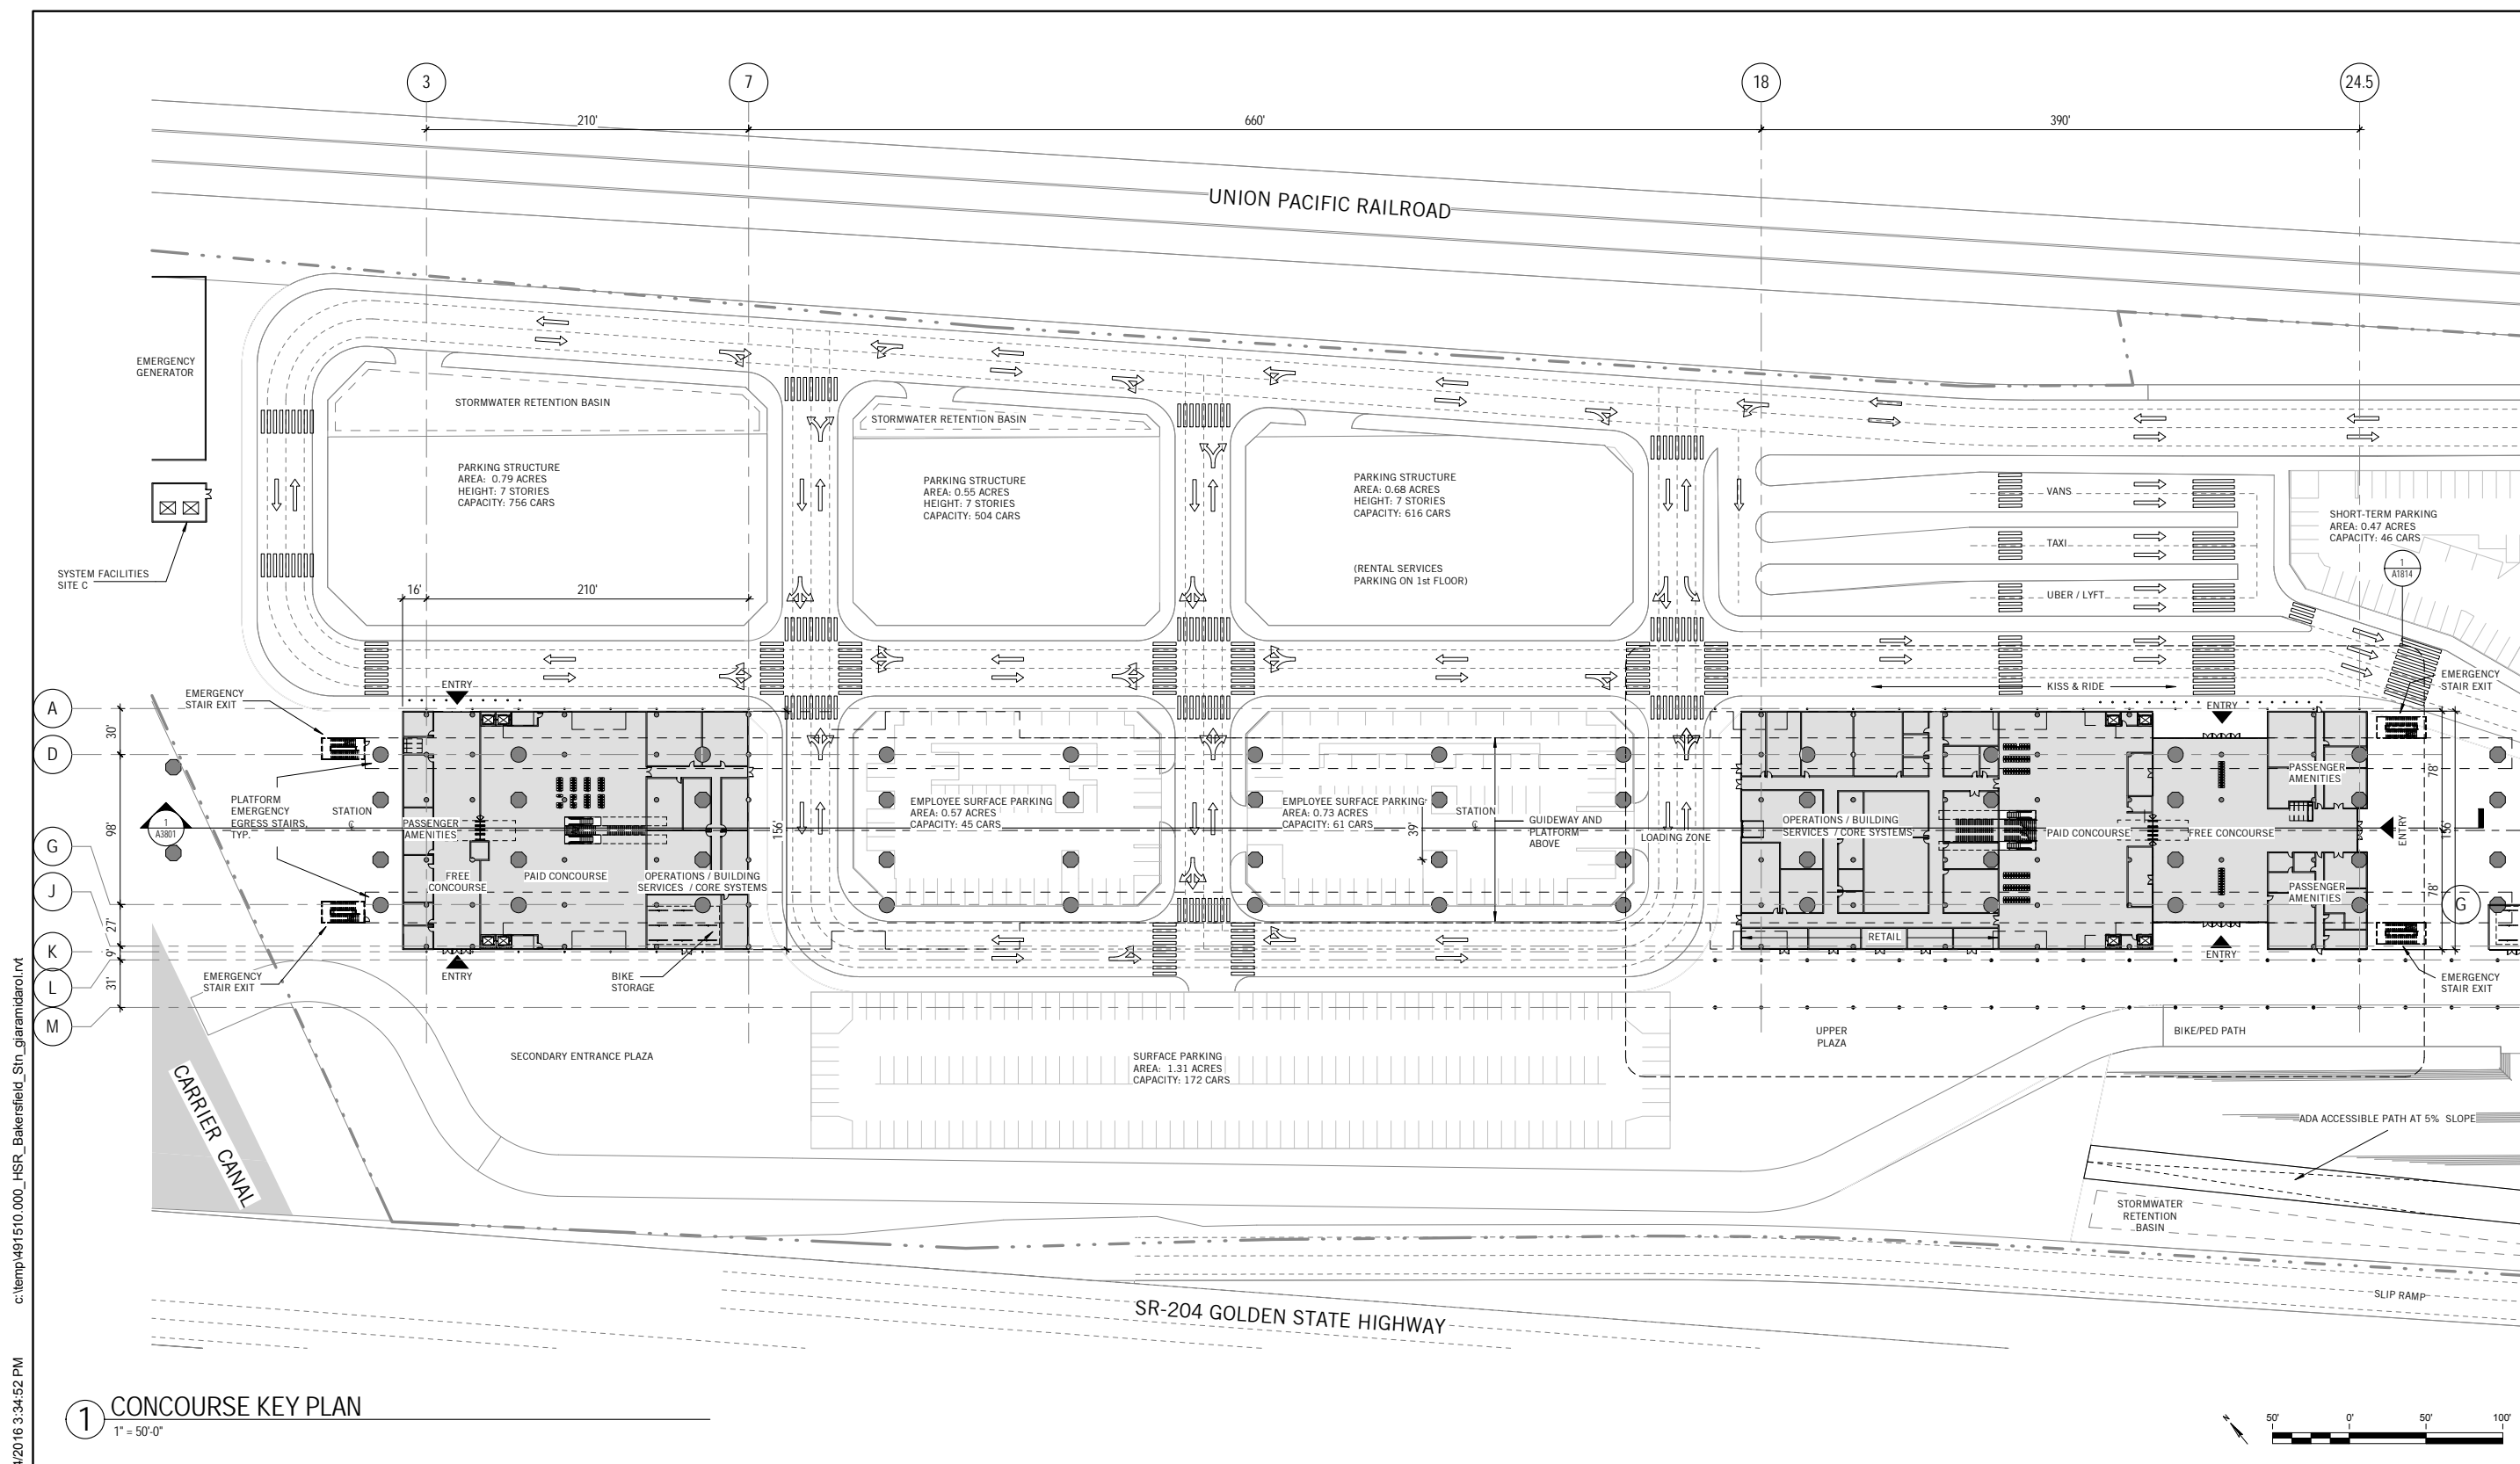 3
7
18
24.5
210'
660'
390'
UNION PACIFIC RAILROAD
EMERGENCY
GENERATOR
STORMWATER RETENTION BASIN
STORMWATER RETENTION BASIN
PARKING STRUCTURE
AREA: 0.79 ACRES
HEIGHT: 7 STORIES
CAPACITY: 756 CARS
PARKING STRUCTURE
AREA: 0.55 ACRES
HEIGHT: 7 STORIES
CAPACITY: 504 CARS
PARKING STRUCTURE
AREA: 0.68 ACRES
HEIGHT: 7 STORIES
CAPACITY: 616 CARS
(RENTAL SERVICES
PARKING ON 1st FLOOR)
VANS
TAXI
UBER / LYFT
SHORT-TERM PARKING
AREA: 0.47 ACRES
CAPACITY: 46 CARS
1
A1814
SYSTEM FACILITIES
SITE C
16'
210'
KISS & RIDE
EMERGENCY
STAIR EXIT
ENTRY
EMERGENCY
STAIR EXIT
ENTRY
A
D
G
J
K
L
M
30'
98'
27'
9'
31'
PLATFORM
EMERGENCY
EGRESS STAIRS,
TYP.
STATION
℄
1
A3801
PASSENGER
AMENITIES
FREE
CONCOURSE
PAID CONCOURSE
OPERATIONS / BUILDING
SERVICES / CORE SYSTEMS
156'
EMPLOYEE SURFACE PARKING
AREA: 0.57 ACRES
CAPACITY: 45 CARS
EMPLOYEE SURFACE PARKING
AREA: 0.73 ACRES
CAPACITY: 61 CARS
39'
STATION
℄
GUIDEWAY AND
PLATFORM
ABOVE
LOADING ZONE
OPERATIONS / BUILDING
SERVICES / CORE SYSTEMS
PAID CONCOURSE
FREE CONCOURSE
PASSENGER
AMENITIES
PASSENGER
AMENITIES
ENTRY
78'
156'
78'
G
RETAIL
ENTRY
EMERGENCY
STAIR EXIT
EMERGENCY
STAIR EXIT
ENTRY
BIKE
STORAGE
UPPER
PLAZA
BIKE/PED PATH
SECONDARY ENTRANCE PLAZA
SURFACE PARKING
AREA: 1.31 ACRES
CAPACITY: 172 CARS
CARRIER CANAL
ADA ACCESSIBLE PATH AT 5% SLOPE
STORMWATER
RETENTION
BASIN
SLIP RAMP
SR-204 GOLDEN STATE HIGHWAY
1
CONCOURSE KEY PLAN
1" = 50'-0"
N
50'
0'
50'
100'
c:\temp\491510.000_HSR_Bakersfield_Stn_giaramidarol.rvt
4/2016 3:34:52 PM